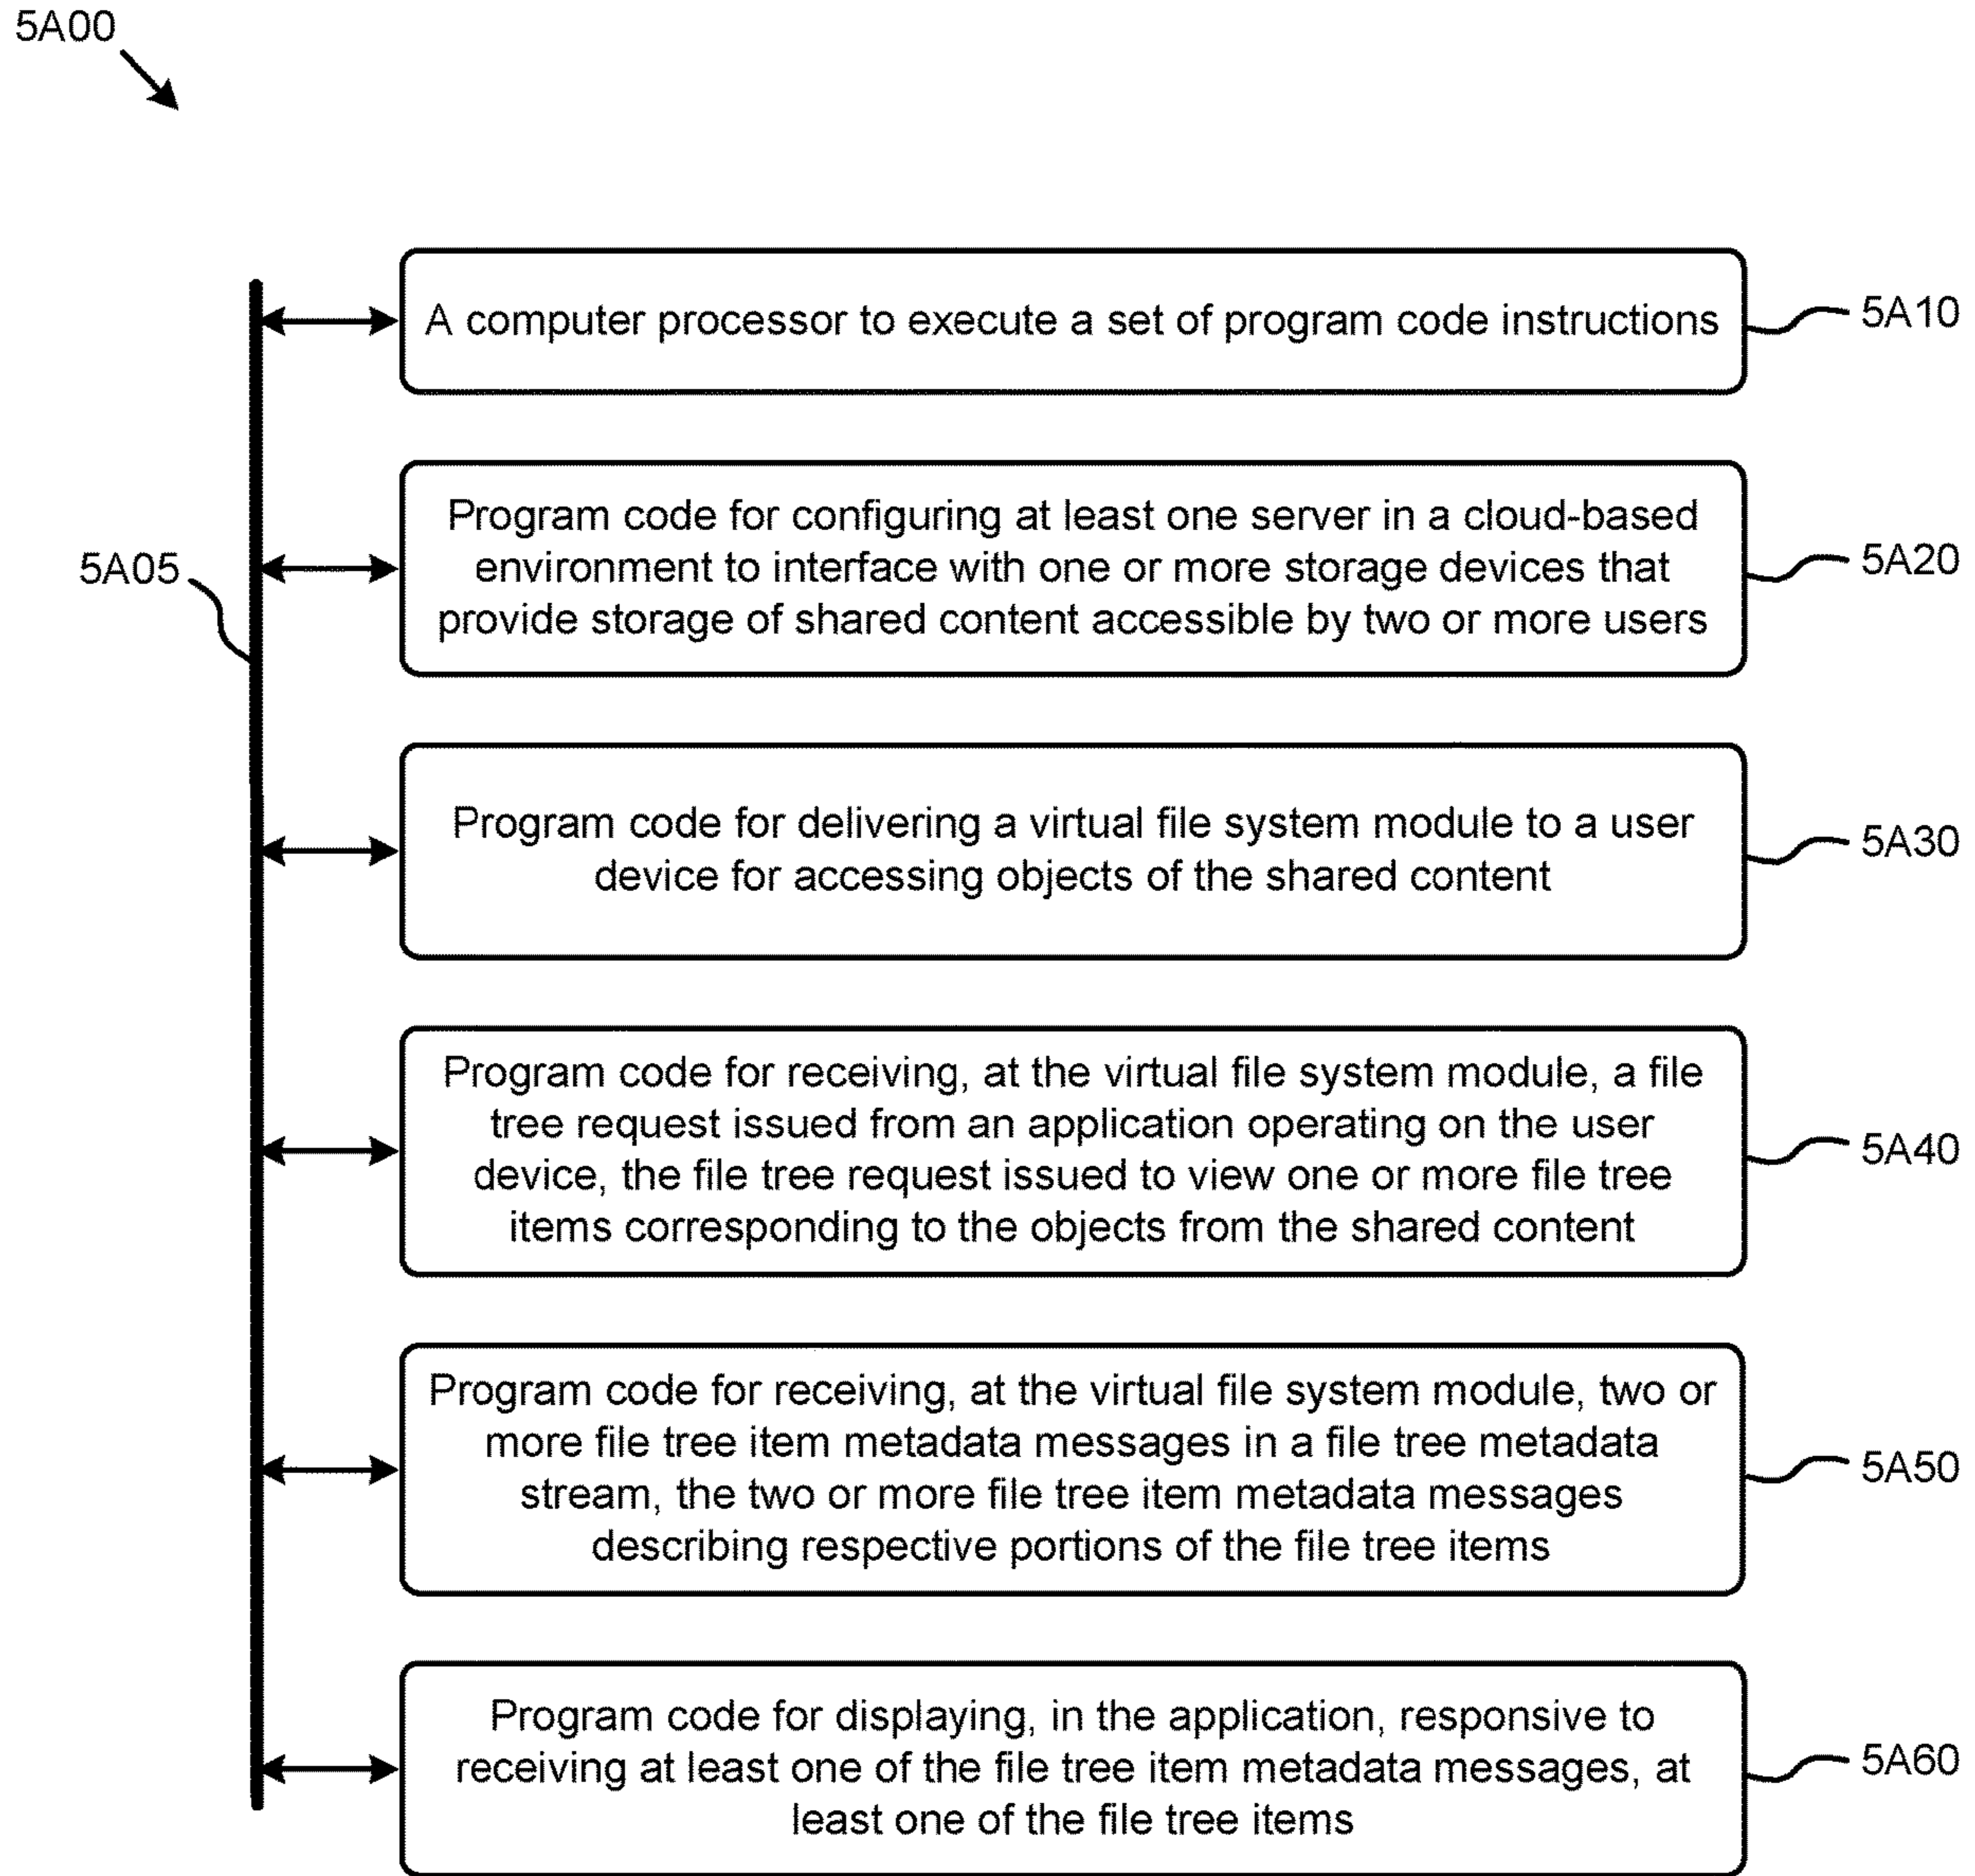 5A00
A computer processor to execute a set of program code instructions
5A10
Program code for configuring at least one server in a cloud-based
environment to interface with one or more storage devices that
provide storage of shared content accessible by two or more users
5A20
5A05
Program code for delivering a virtual file system module to a user
device for accessing objects of the shared content
5A30
Program code for receiving, at the virtual file system module, a file
tree request issued from an application operating on the user
device, the file tree request issued to view one or more file tree
items corresponding to the objects from the shared content
5A40
Program code for receiving, at the virtual file system module, two or
more file tree item metadata messages in a file tree metadata
stream, the two or more file tree item metadata messages
describing respective portions of the file tree items
5A50
Program code for displaying, in the application, responsive to
receiving at least one of the file tree item metadata messages, at
least one of the file tree items
5A60